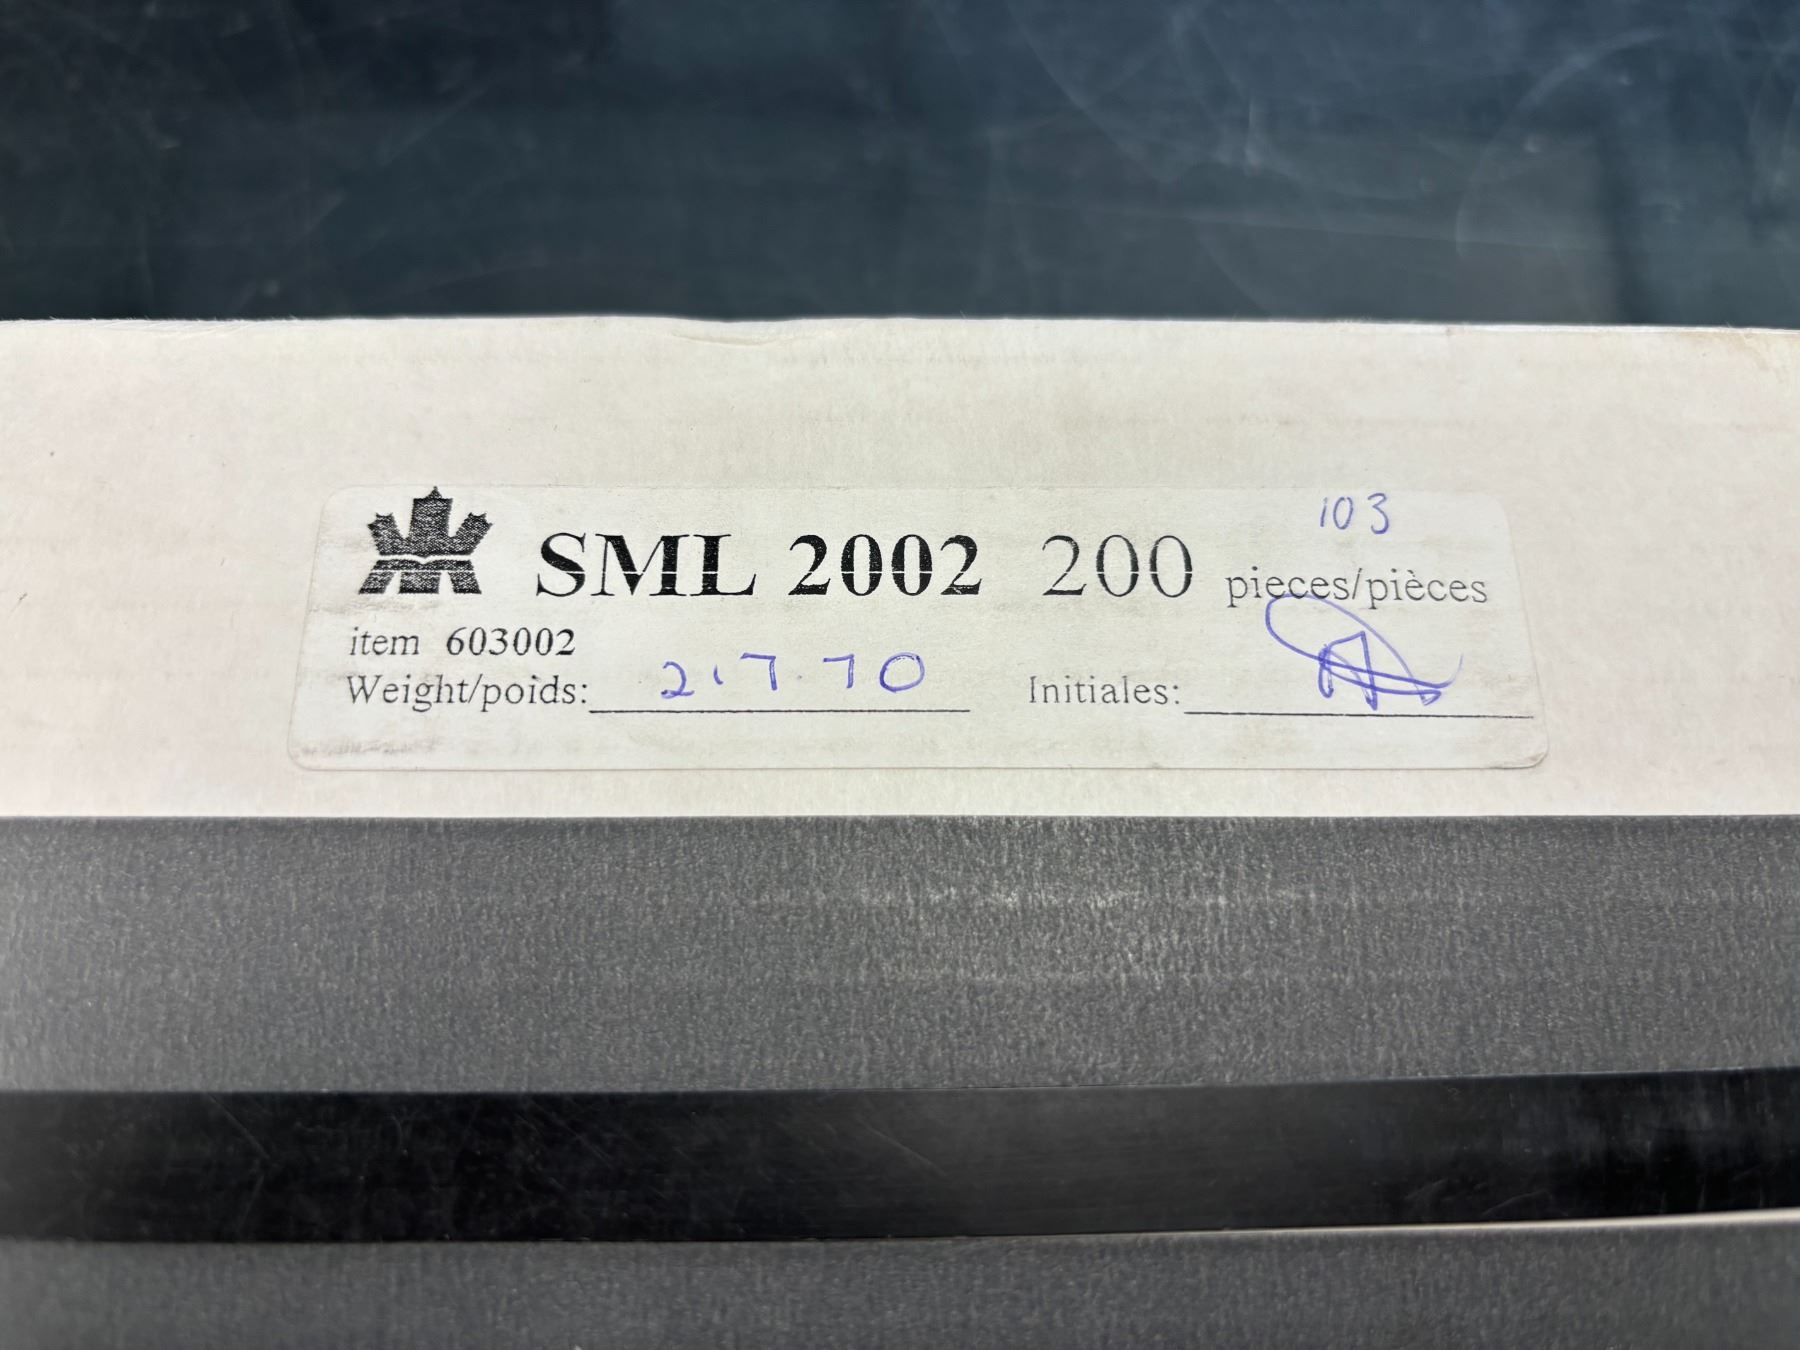 103
SML 2002 200 pieces/pièces
item 603002
Weight/poids: 2.7.70 Initiales: